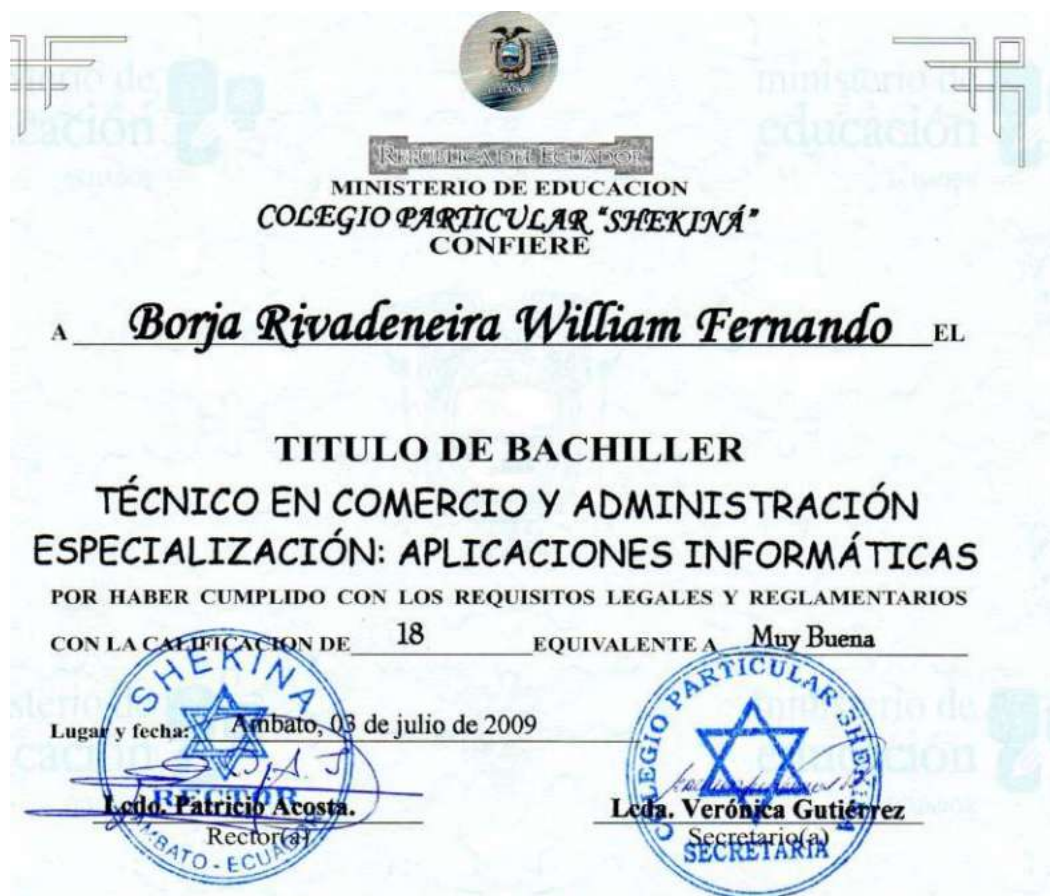 ECUADOR
REPÚBLICA DEL ECUADOR
MINISTERIO DE EDUCACION
COLEGIO PARTICULAR "SHEKINÁ"
CONFIERE
A Borja Rivadeneira William Fernando EL
TITULO DE BACHILLER
TÉCNICO EN COMERCIO Y ADMINISTRACIÓN
ESPECIALIZACIÓN: APLICACIONES INFORMÁTICAS
POR HABER CUMPLIDO CON LOS REQUISITOS LEGALES Y REGLAMENTARIOS
CON LA CALIFICACION DE 18 EQUIVALENTE A Muy Buena
Lugar y fecha: Ambato, 03 de julio de 2009
Lcdo. Patricio Acosta.
Rector(a)
Lcda. Verónica Gutiérrez
Secretario(a)
SHEKINA
RECTOR
AMBATO - ECUADOR
COLEGIO PARTICULAR SHEKINA
SECRETARIA
ministerio de
educación